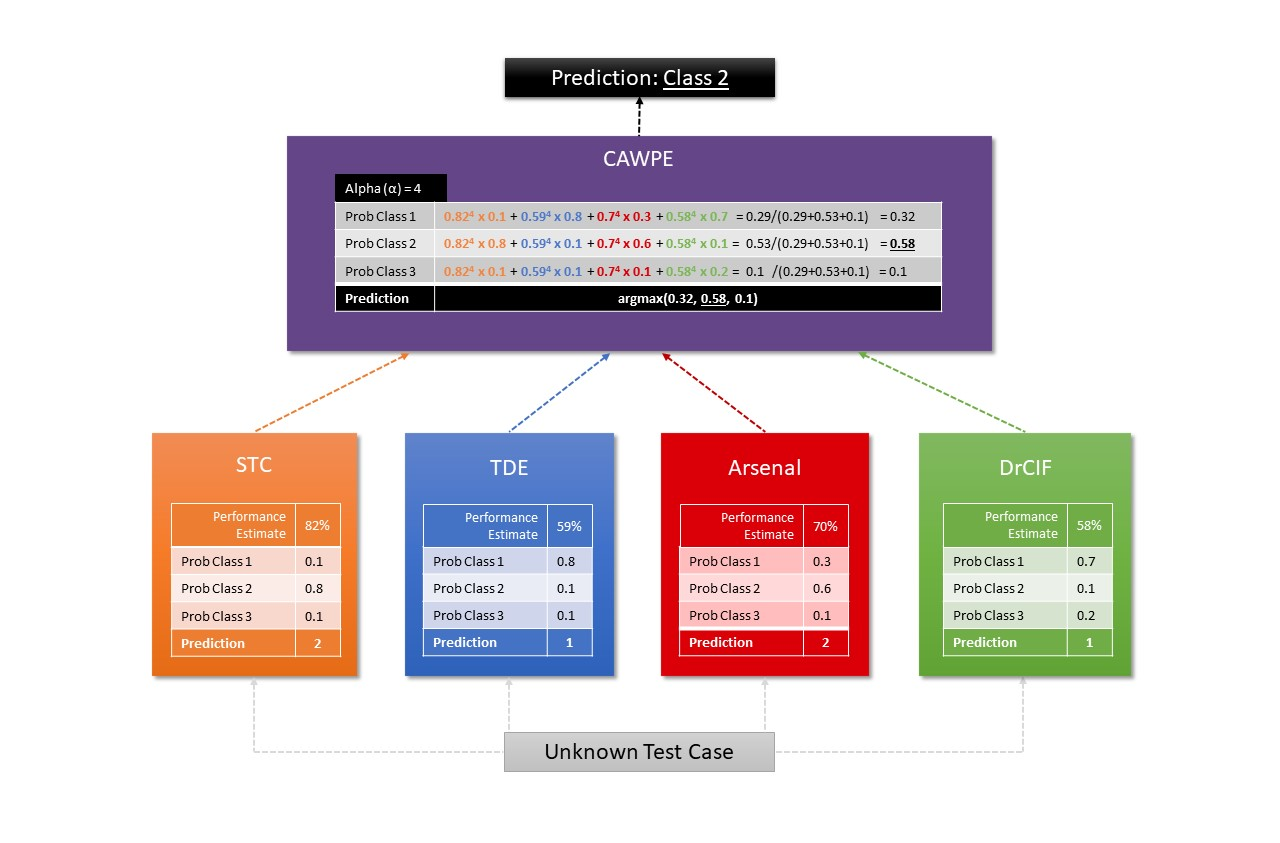 Prediction: Class 2
CAWPE
Alpha (α) = 4
Prob Class 1 0.82⁴ x 0.1 + 0.59⁴ x 0.8 + 0.7⁴ x 0.3 + 0.58⁴ x 0.7 = 0.29/(0.29+0.53+0.1) = 0.32
Prob Class 2 0.82⁴ x 0.8 + 0.59⁴ x 0.1 + 0.7⁴ x 0.6 + 0.58⁴ x 0.1 = 0.53/(0.29+0.53+0.1) = 0.58
Prob Class 3 0.82⁴ x 0.1 + 0.59⁴ x 0.1 + 0.7⁴ x 0.1 + 0.58⁴ x 0.2 = 0.1 /(0.29+0.53+0.1) = 0.1
Prediction argmax(0.32, 0.58, 0.1)
STC
Performance
Estimate 82%
Prob Class 1 0.1
Prob Class 2 0.8
Prob Class 3 0.1
Prediction 2
TDE
Performance
Estimate 59%
Prob Class 1 0.8
Prob Class 2 0.1
Prob Class 3 0.1
Prediction 1
Arsenal
Performance
Estimate 70%
Prob Class 1 0.3
Prob Class 2 0.6
Prob Class 3 0.1
Prediction 2
DrCIF
Performance
Estimate 58%
Prob Class 1 0.7
Prob Class 2 0.1
Prob Class 3 0.2
Prediction 1
Unknown Test Case